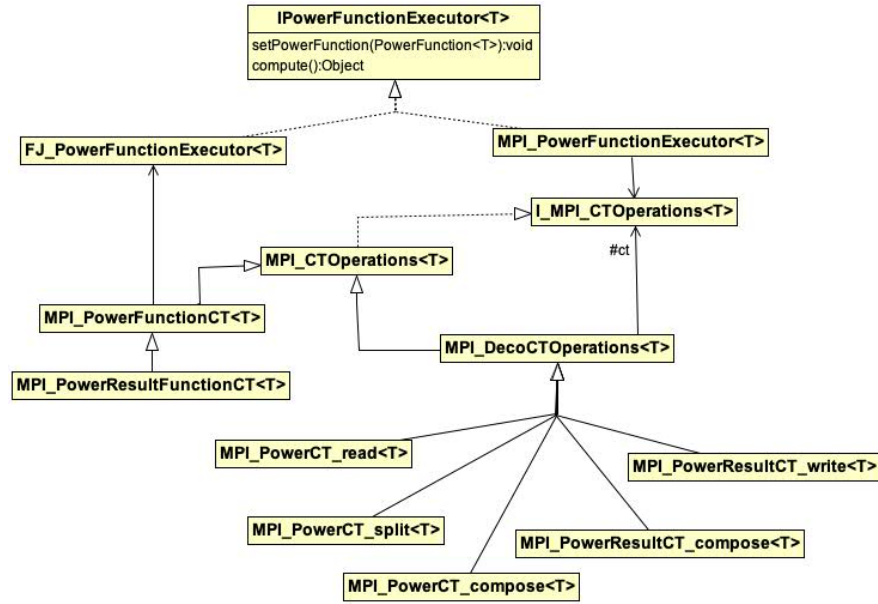 IPowerFunctionExecutor<T>
setPowerFunction(PowerFunction<T>):void
compute():Object
FJ_PowerFunctionExecutor<T>
MPI_PowerFunctionExecutor<T>
I_MPI_CTOperations<T>
#ct
MPI_CTOperations<T>
MPI_PowerFunctionCT<T>
MPI_DecoCTOperations<T>
MPI_PowerResultFunctionCT<T>
MPI_PowerCT_read<T>
MPI_PowerResultCT_write<T>
MPI_PowerCT_split<T>
MPI_PowerResultCT_compose<T>
MPI_PowerCT_compose<T>